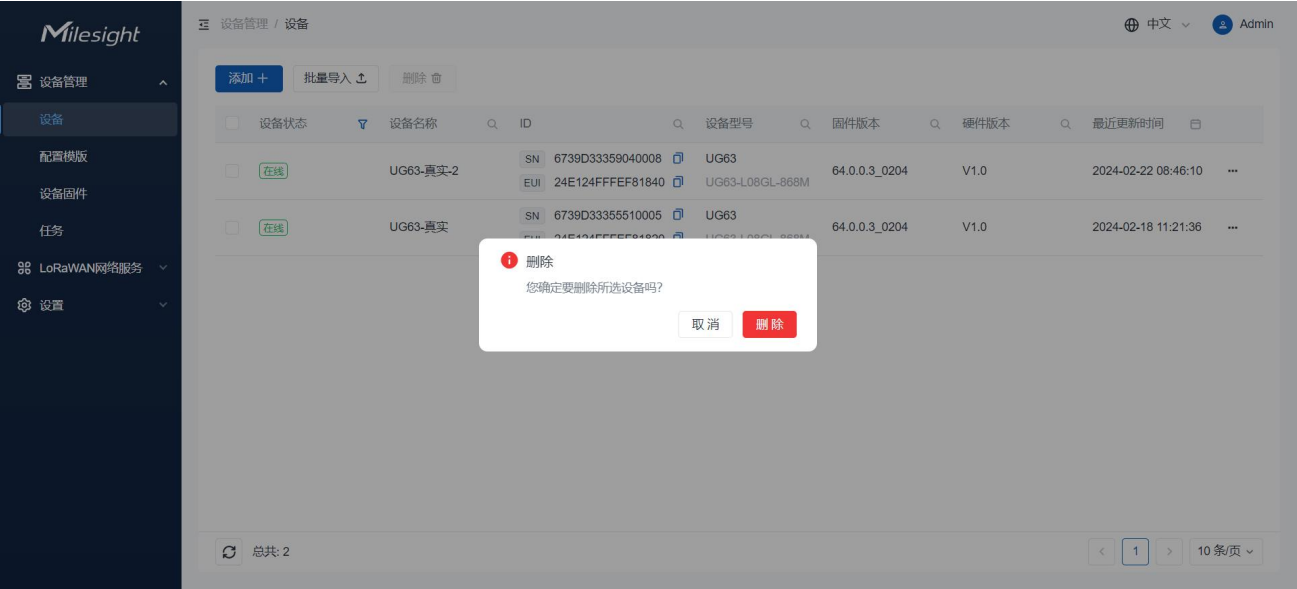 Milesight
设备管理 / 设备
中文
Admin
设备管理
设备
配置模版
设备固件
任务
LoRaWAN网络服务
设置
添加
批量导入
删除
设备状态 设备名称 ID 设备型号 固件版本 硬件版本 最近更新时间
在线 UG63-真实-2 SN 6739D33359040008 UG63 64.0.0.3_0204 V1.0 2024-02-22 08:46:10
EUI 24E124FFFEF81840 UG63-L08GL-868M
在线 UG63-真实 SN 6739D33355510005 UG63 64.0.0.3_0204 V1.0 2024-02-18 11:21:36
删除
您确定要删除所选设备吗?
取消 删除
总共: 2
1
10 条/页